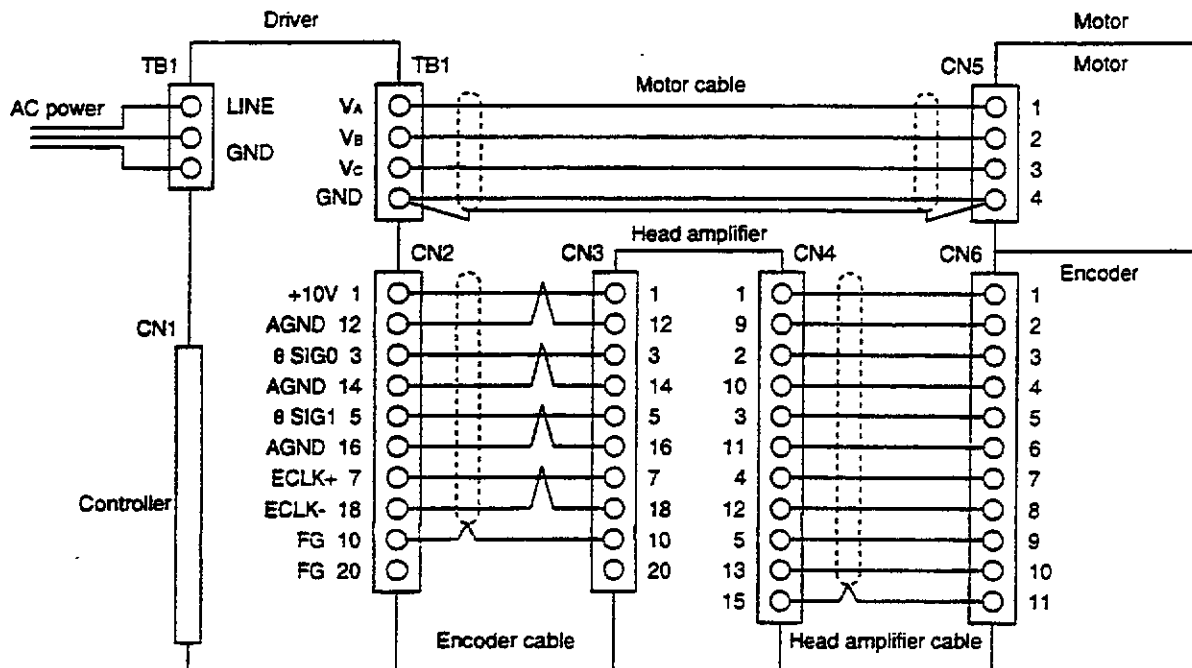 Driver
Motor
TB1
TB1
CN5
Motor
Motor cable
AC power
LINE
GND
VA
VB
VC
GND
1
2
3
4
CN2
CN3
Head amplifier
CN4
CN6
Encoder
+10V 1
AGND 12
θ SIG0 3
AGND 14
θ SIG1 5
AGND 16
ECLK+ 7
ECLK- 18
FG 10
FG 20
1
12
3
14
5
16
7
18
10
20
1
9
2
10
3
11
4
12
5
13
15
1
2
3
4
5
6
7
8
9
10
11
CN1
Controller
Encoder cable
Head amplifier cable